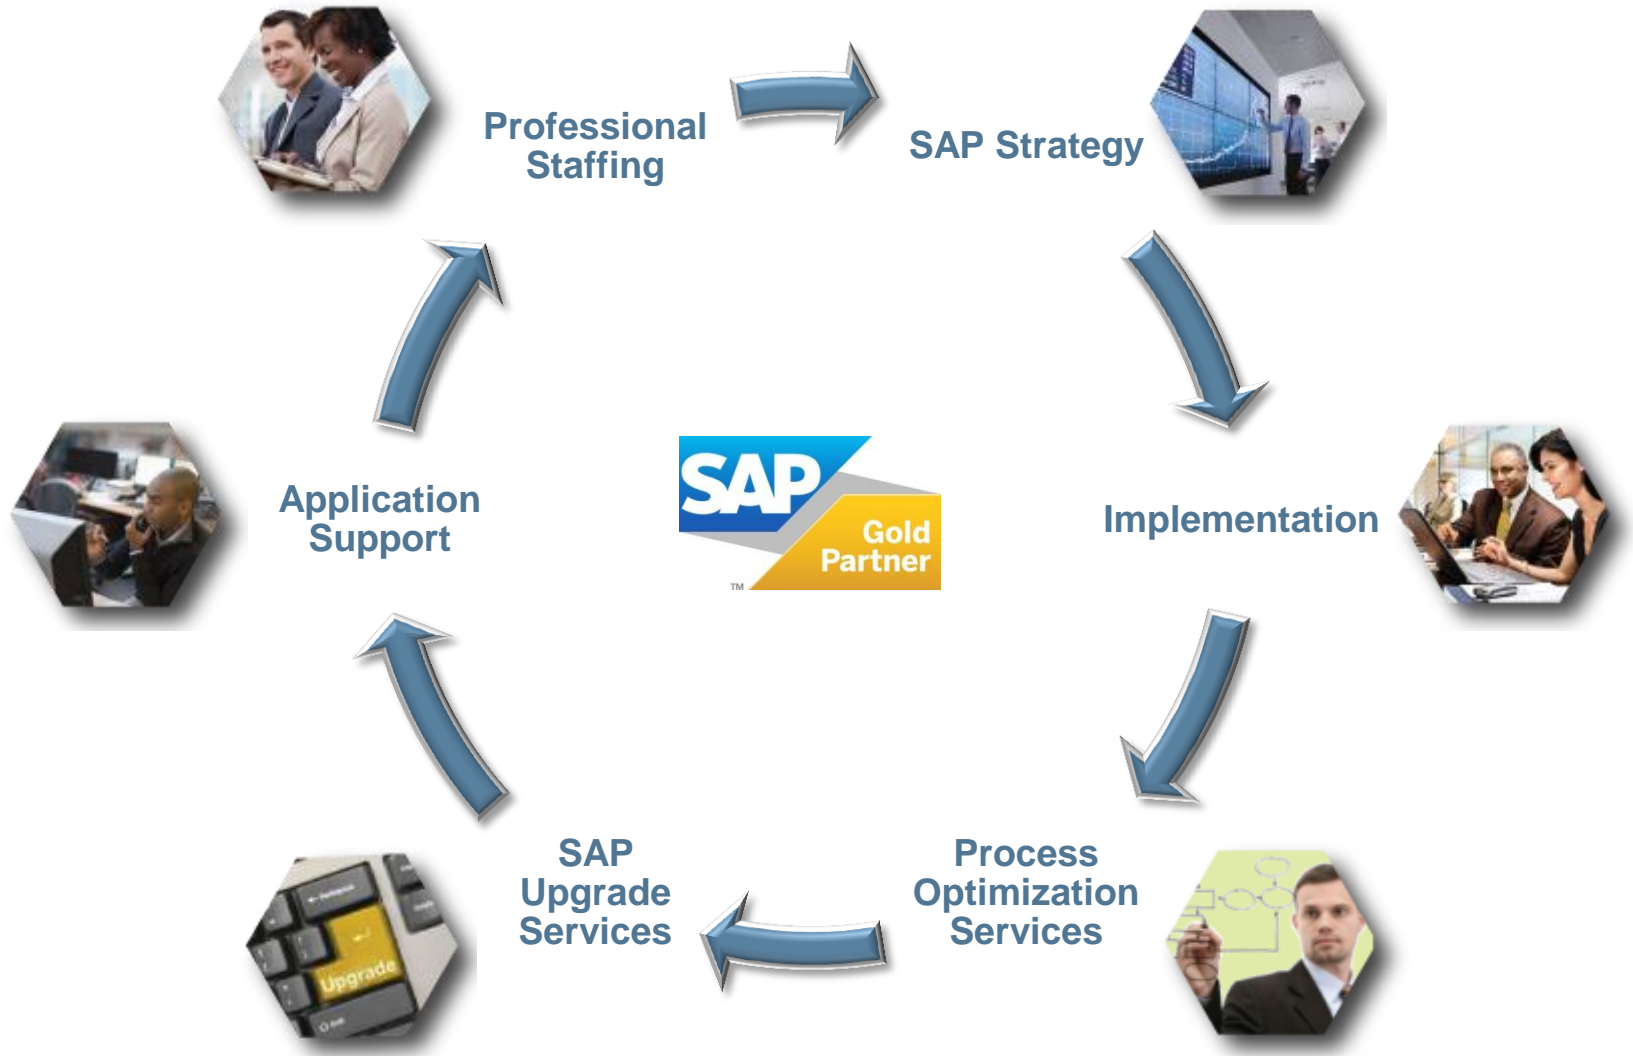 Professional
Staffing
SAP Strategy
Application
Support
SAP
Gold
Partner
TM
Implementation
SAP
Upgrade
Services
Process
Optimization
Services
Upgrade